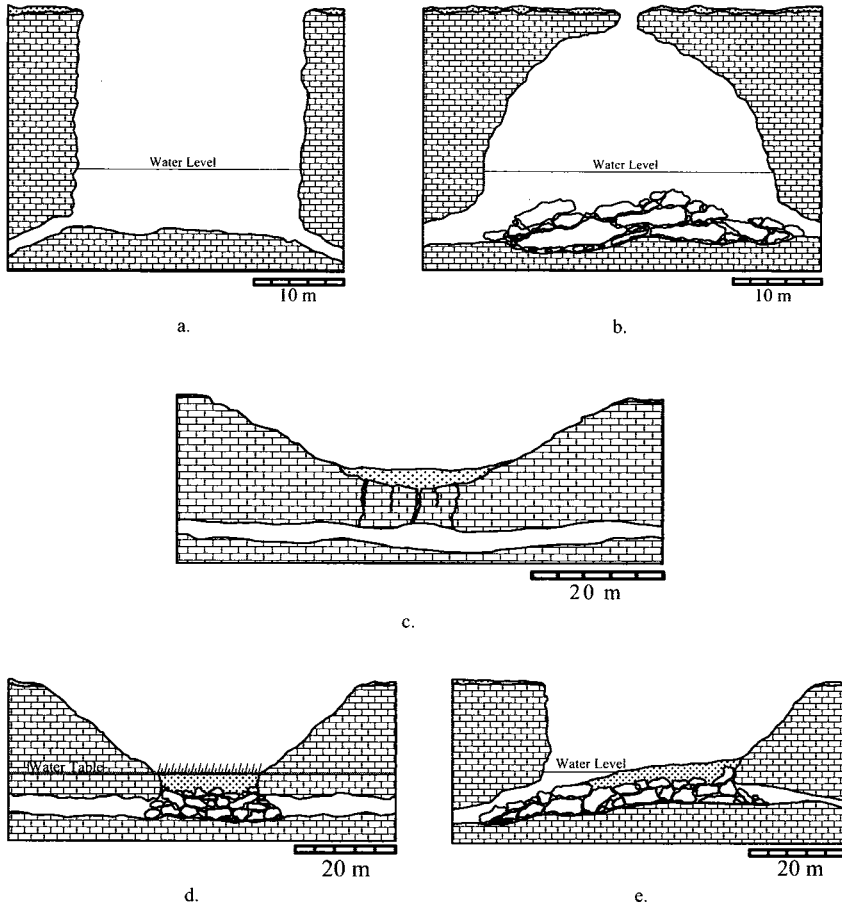 Water Level
10 m
a.
Water Level
10 m
b.
20 m
c.
Water Table
20 m
d.
Water Level
20 m
e.